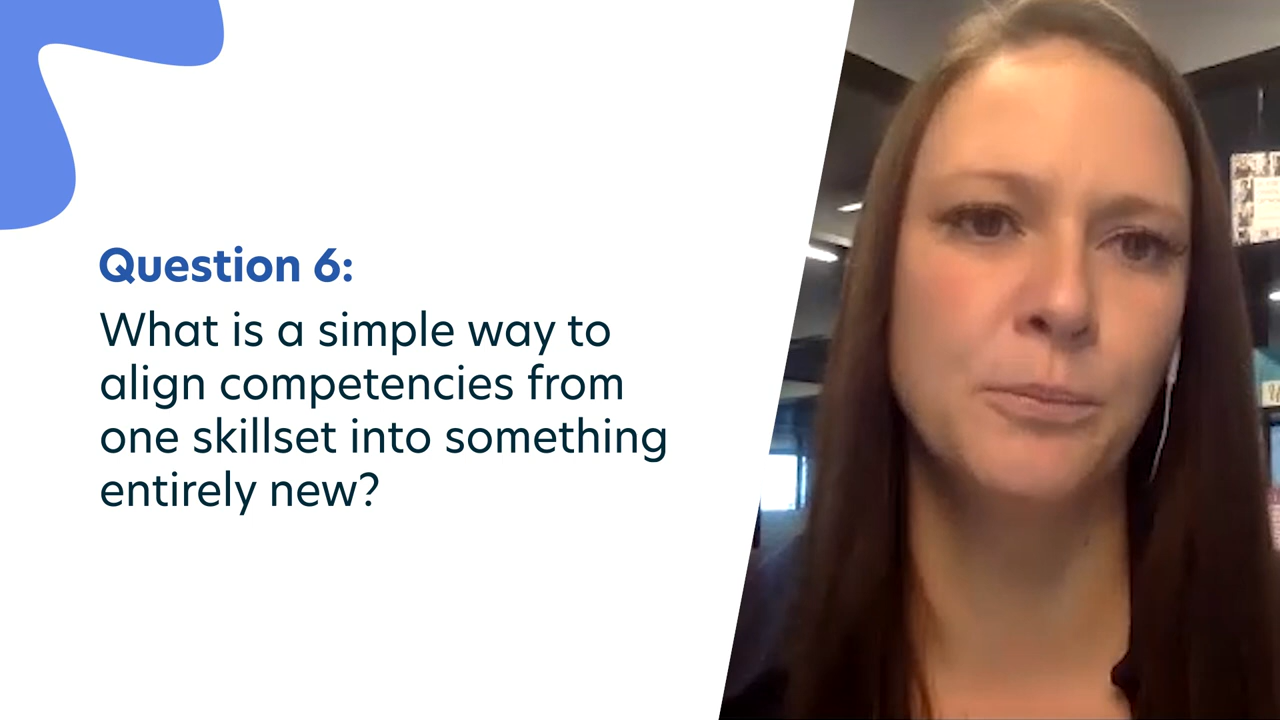 Question 6:
What is a simple way to
align competencies from
one skillset into something
entirely new?